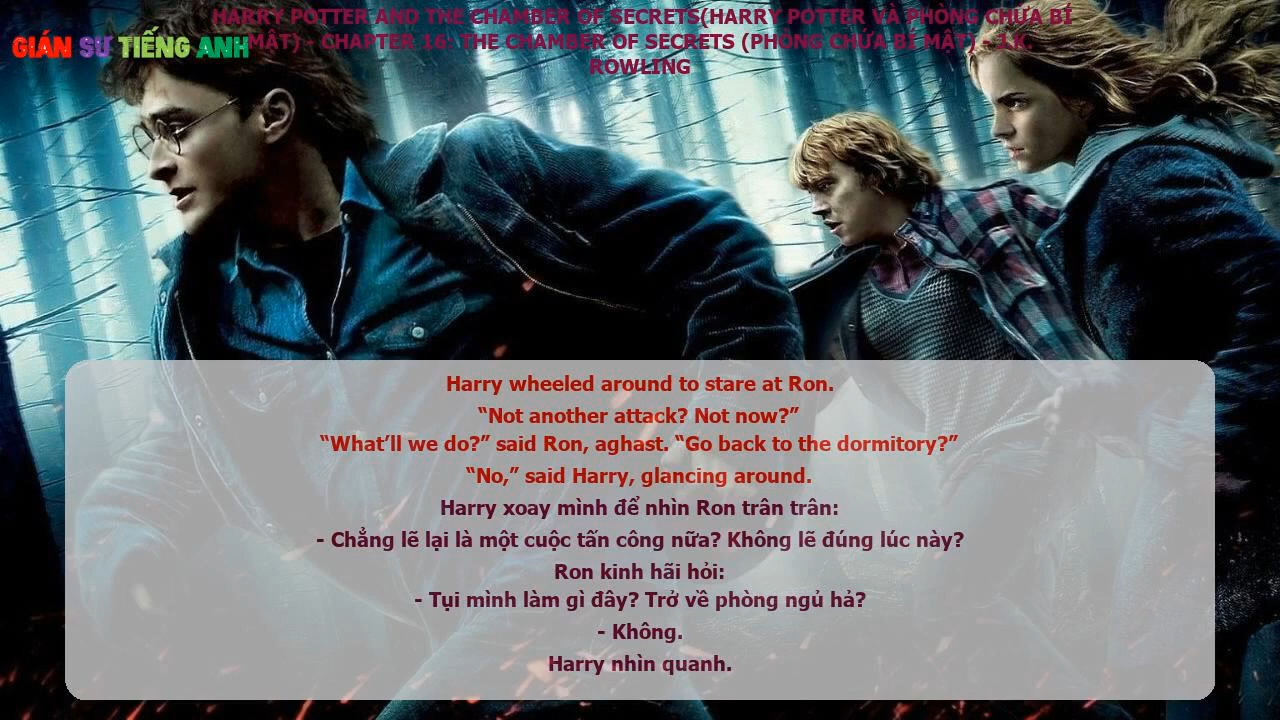 HARRY POTTER AND THE CHAMBER OF SECRETS(HARRY POTTER VÀ PHÒNG CHỨA BÍ
MẬT) - CHAPTER 16: THE CHAMBER OF SECRETS (PHÒNG CHỨA BÍ MẬT) - J.K.
ROWLING
GIÁN SƯ TIẾNG ANH
Harry wheeled around to stare at Ron.
“Not another attack? Not now?”
“What’ll we do?” said Ron, aghast. “Go back to the dormitory?”
“No,” said Harry, glancing around.
Harry xoay mình để nhìn Ron trân trân:
- Chẳng lẽ lại là một cuộc tấn công nữa? Không lẽ đúng lúc này?
Ron kinh hãi hỏi:
- Tụi mình làm gì đây? Trở về phòng ngủ hả?
- Không.
Harry nhìn quanh.